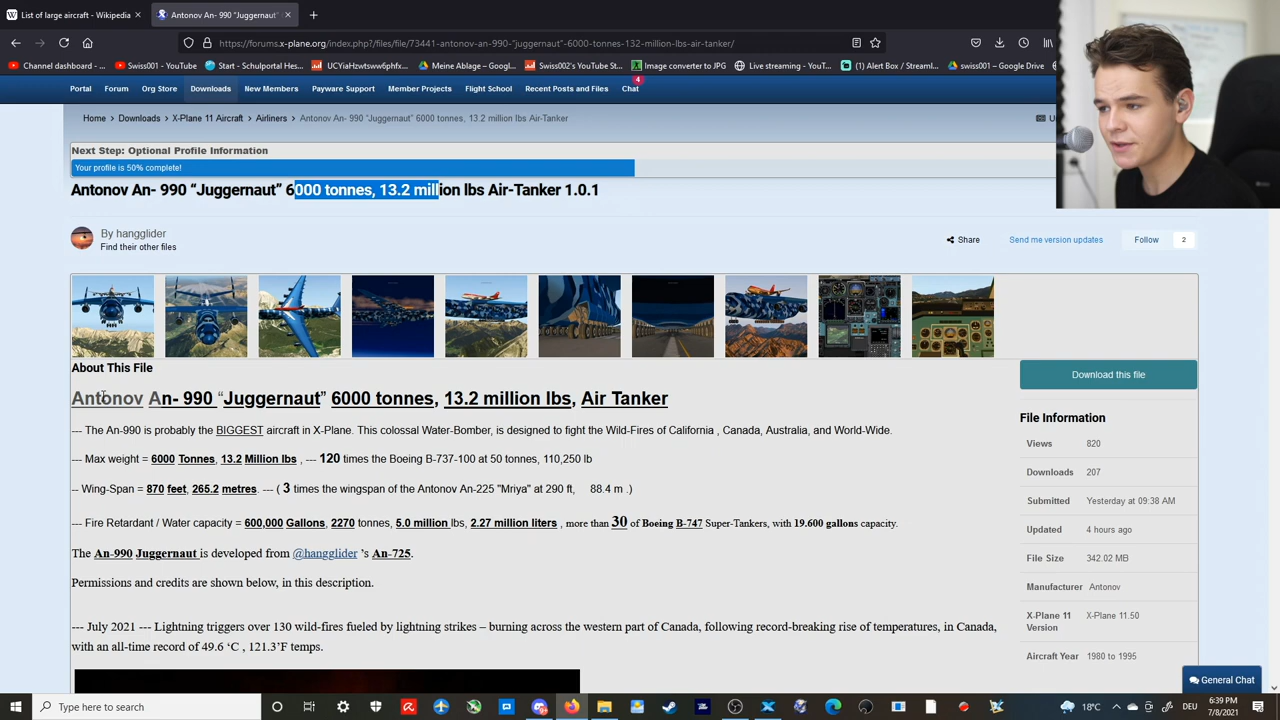 List of large aircraft - Wikipedia
Antonov An- 990 “Juggernaut”
https://forums.x-plane.org/index.php?/files/file/73441-antonov-an-990-“juggernaut”-6000-tonnes-132-million-lbs-air-tanker/
Channel dashboard -... YouTube Swiss001 - YouTube Start - Schulportal Hes... UCYiaHzwtsww6phfx... Meine Ablage – Googl... Swiss002's YouTube St... Image converter to JPG Live streaming - YouT... (1) Alert Box / Streaml... swiss001 – Google Drive
Portal Forum Org Store Downloads New Members Payware Support Member Projects Flight School Recent Posts and Files Chat 4
Home > Downloads > X-Plane 11 Aircraft > Airliners > Antonov An- 990 “Juggernaut” 6000 tonnes, 13.2 million lbs Air-Tanker
Next Step: Optional Profile Information
Your profile is 50% complete!
Antonov An- 990 “Juggernaut” 6000 tonnes, 13.2 million lbs Air-Tanker 1.0.1
By hangglider
Find their other files
Share Send me version updates Follow 2
About This File
Download this file
Antonov An- 990 “Juggernaut” 6000 tonnes, 13.2 million lbs, Air Tanker
--- The An-990 is probably the BIGGEST aircraft in X-Plane. This colossal Water-Bomber, is designed to fight the Wild-Fires of California , Canada, Australia, and World-Wide.
--- Max weight = 6000 Tonnes, 13.2 Million lbs , --- 120 times the Boeing B-737-100 at 50 tonnes, 110,250 lb
-- Wing-Span = 870 feet, 265.2 metres. --- ( 3 times the wingspan of the Antonov An-225 "Mriya" at 290 ft, 88.4 m .)
--- Fire Retardant / Water capacity = 600,000 Gallons, 2270 tonnes, 5.0 million lbs, 2.27 million liters , more than 30 of Boeing B-747 Super-Tankers, with 19.600 gallons capacity.
The An-990 Juggernaut is developed from @hangglider 's An-725.
Permissions and credits are shown below, in this description.
--- July 2021 --- Lightning triggers over 130 wild-fires fueled by lightning strikes – burning across the western part of Canada, following record-breaking rise of temperatures, in Canada,
with an all-time record of 49.6 ‘C , 121.3’F temps.
File Information
Views 820
Downloads 207
Submitted Yesterday at 09:38 AM
Updated 4 hours ago
File Size 342.02 MB
Manufacturer Antonov
X-Plane 11 X-Plane 11.50
Version
Aircraft Year 1980 to 1995
General Chat
Type here to search
18°C DEU 6:39 PM
7/8/2021